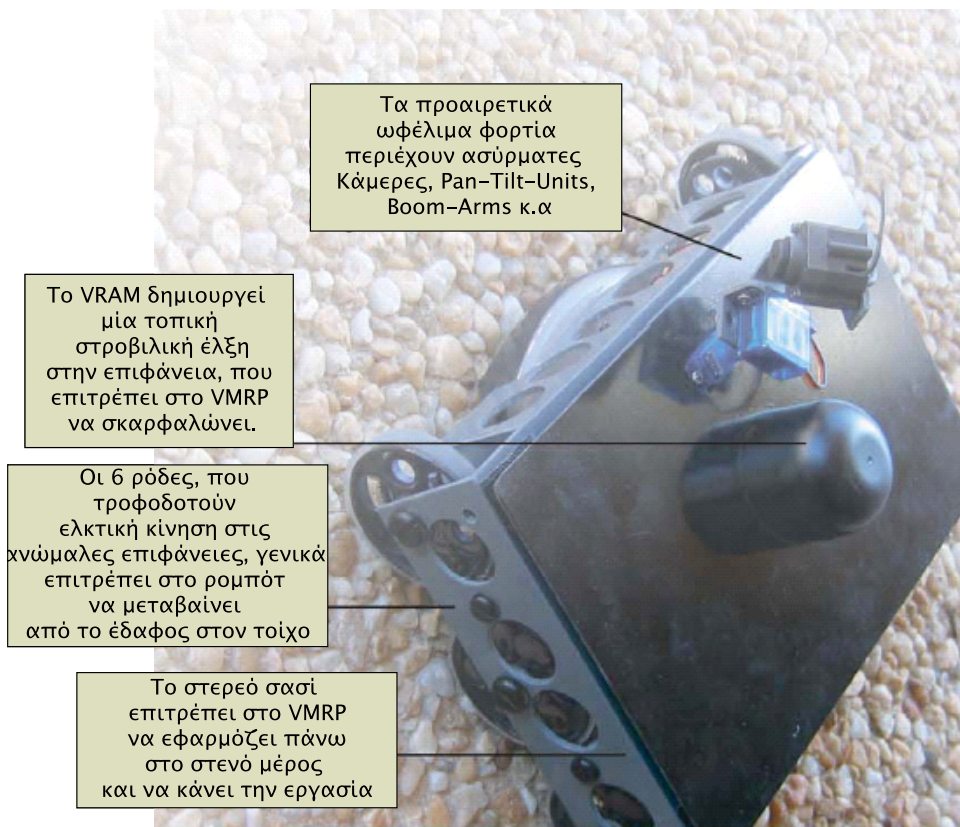 Τα προαιρετικά
ωφέλιμα φορτία
περιέχουν ασύρματες
Κάμερες, Pan-Tilt-Units,
Boom-Arms κ.α
Το VRAM δημιουργεί
μία τοπική
στροβιλική έλξη
στην επιφάνεια, που
επιτρέπει στο VMRP
να σκαρφαλώνει.
Οι 6 ρόδες, που
τροφοδοτούν
ελκτική κίνηση στις
ανώμαλες επιφάνειες, γενικά
επιτρέπει στο ρομπότ
να μεταβαίνει
από το έδαφος στον τοίχο
Το στερεό σασί
επιτρέπει στο VMRP
να εφαρμόζει πάνω
στο στενό μέρος
και να κάνει την εργασία